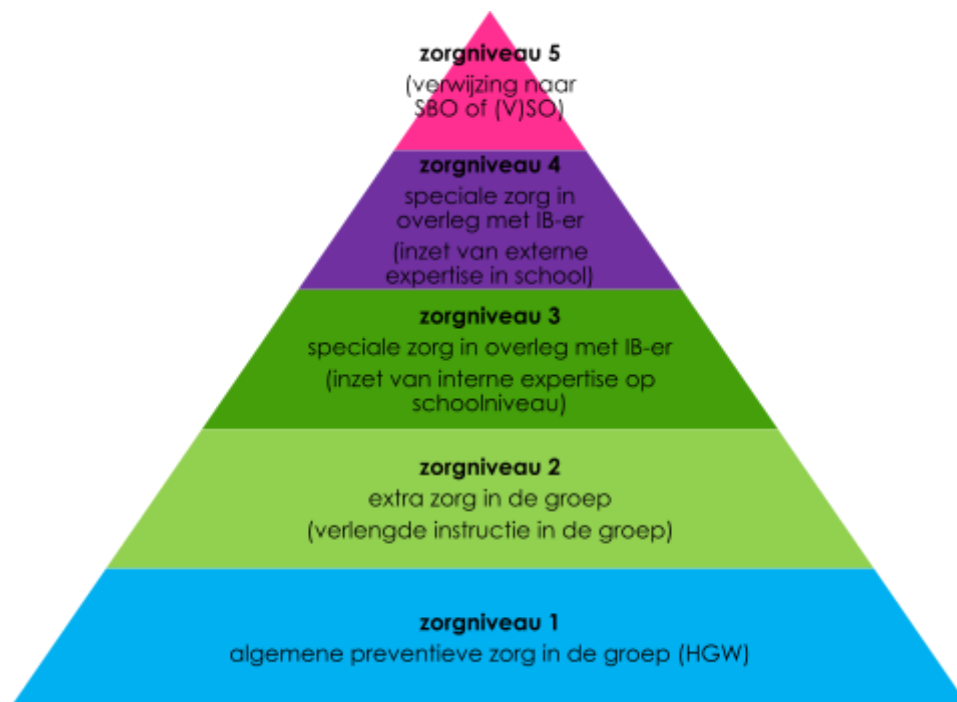 zorgniveau 5
(verwijzing naar
SBO of (V)SO)
zorgniveau 4
speciale zorg in
overleg met IB-er
(inzet van externe
expertise in school)
zorgniveau 3
speciale zorg in overleg met IB-er
(inzet van interne expertise op
schoolniveau)
zorgniveau 2
extra zorg in de groep
(verlengde instructie in de groep)
zorgniveau 1
algemene preventieve zorg in de groep (HGW)